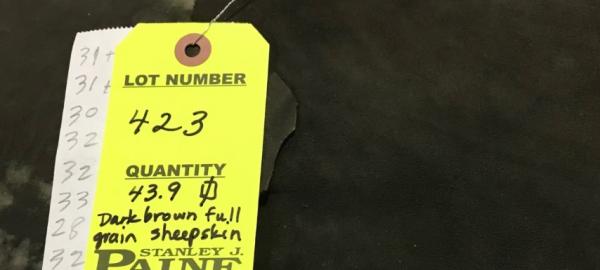 31 +
31 +
30
32
32
33
28
32
LOT NUMBER
423
QUANTITY
43.9
Dark brown full
grain sheepskin
STANLEY J.
PAINE